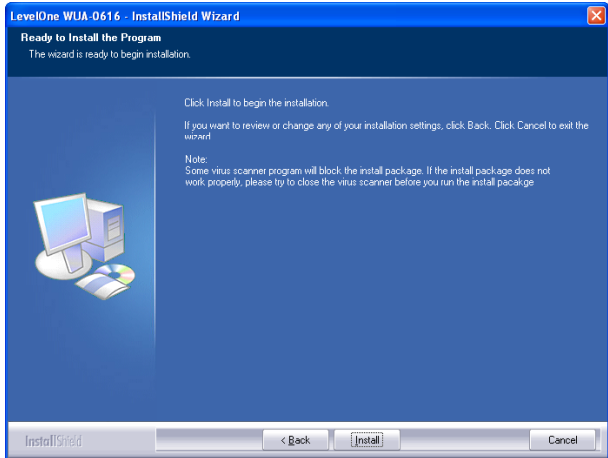 LevelOne WUA-0616 - InstallShield Wizard
Ready to Install the Program
The wizard is ready to begin installation.
Click Install to begin the installation.
If you want to review or change any of your installation settings, click Back. Click Cancel to exit the
wizard.
Note:
Some virus scanner program will block the install package. If the install package does not
work properly, please try to close the virus scanner before you run the install pacakge
InstallShield
< Back
Install
Cancel